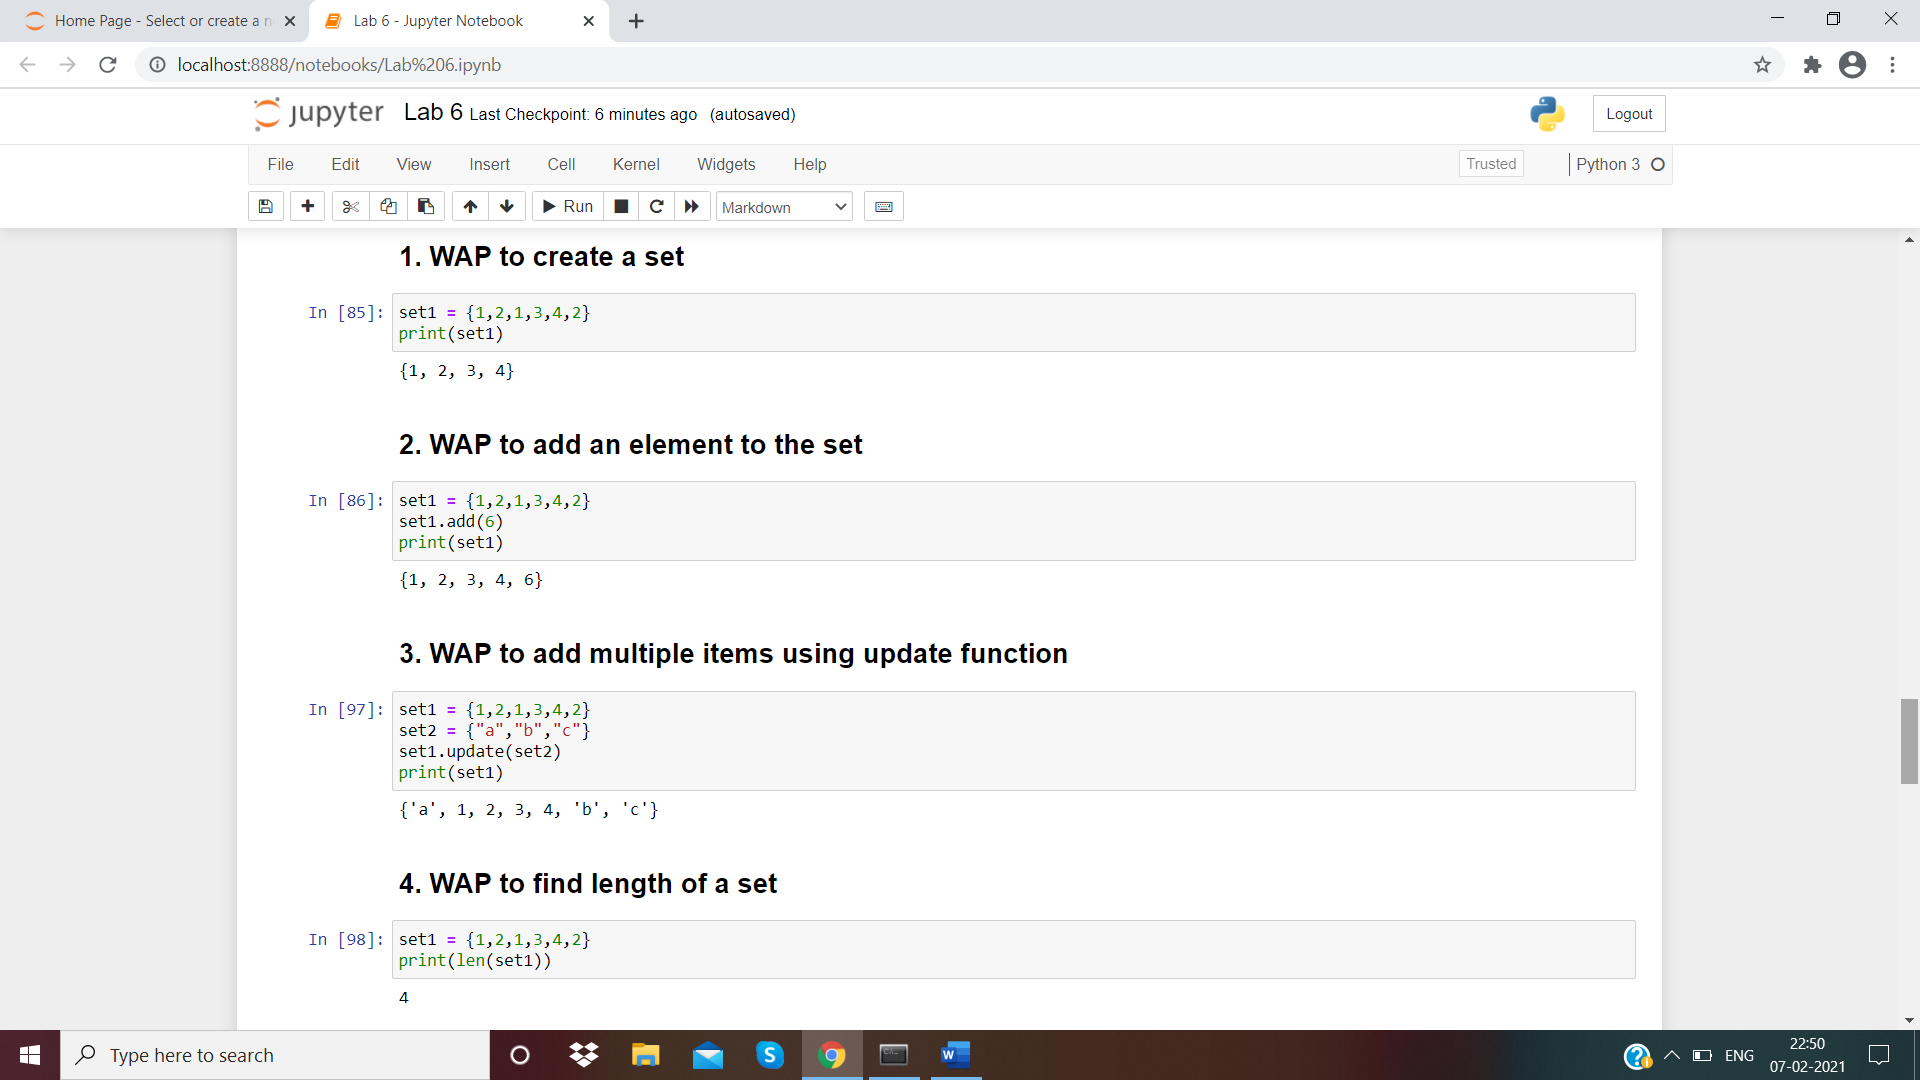 Home Page - Select or create a n
Lab 6 - Jupyter Notebook
localhost:8888/notebooks/Lab%206.ipynb
jupyter Lab 6 Last Checkpoint: 6 minutes ago (autosaved)
Logout
File Edit View Insert Cell Kernel Widgets Help
Trusted
Python 3
Run
Markdown
1. WAP to create a set
In [85]: set1 = {1,2,1,3,4,2}
print(set1)
{1, 2, 3, 4}
2. WAP to add an element to the set
In [86]: set1 = {1,2,1,3,4,2}
set1.add(6)
print(set1)
{1, 2, 3, 4, 6}
3. WAP to add multiple items using update function
In [97]: set1 = {1,2,1,3,4,2}
set2 = {"a","b","c"}
set1.update(set2)
print(set1)
{'a', 1, 2, 3, 4, 'b', 'c'}
4. WAP to find length of a set
In [98]: set1 = {1,2,1,3,4,2}
print(len(set1))
4
Type here to search
ENG
22:50
07-02-2021